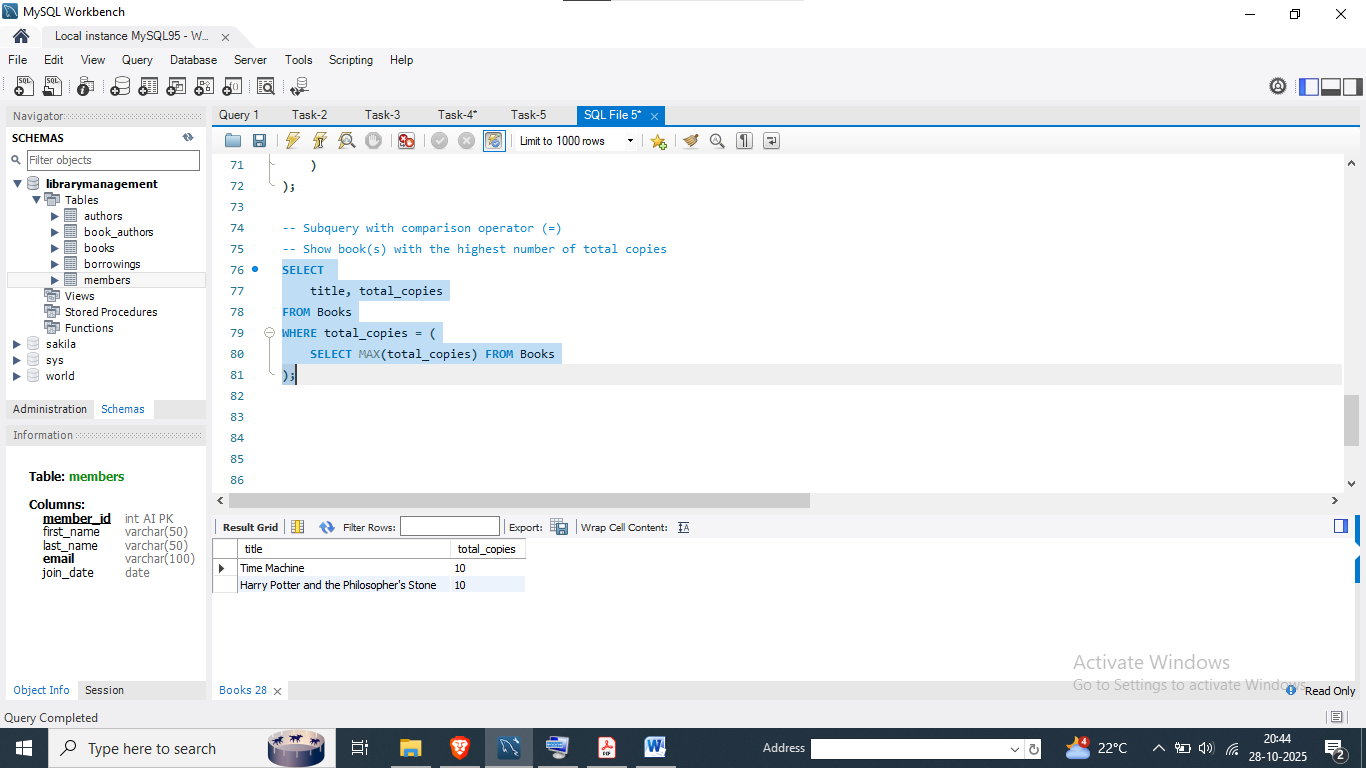 MySQL Workbench
Local instance MySQL95 - W...
File Edit View Query Database Server Tools Scripting Help
Navigator
SCHEMAS
Filter objects
librarymanagement
Tables
authors
book_authors
books
borrowings
members
Views
Stored Procedures
Functions
sakila
sys
world
Administration Schemas
Information
Table: members
Columns:
member_id int AI PK
first_name varchar(50)
last_name varchar(50)
email varchar(100)
join_date date
Object Info Session
Query 1 Task-2 Task-3 Task-4* Task-5 SQL File 5*
Limit to 1000 rows
71 )
72 );
73
74 -- Subquery with comparison operator (=)
75 -- Show book(s) with the highest number of total copies
76 SELECT
77 title, total_copies
78 FROM Books
79 WHERE total_copies = (
80 SELECT MAX(total_copies) FROM Books
81 );
82
83
84
85
86
Result Grid Filter Rows: Export: Wrap Cell Content:
title total_copies
Time Machine 10
Harry Potter and the Philosopher's Stone 10
Activate Windows
Go to Settings to activate Windows.
Books 28
Read Only
Query Completed
Type here to search
Address
4
22°C
20:44
28-10-2025
2